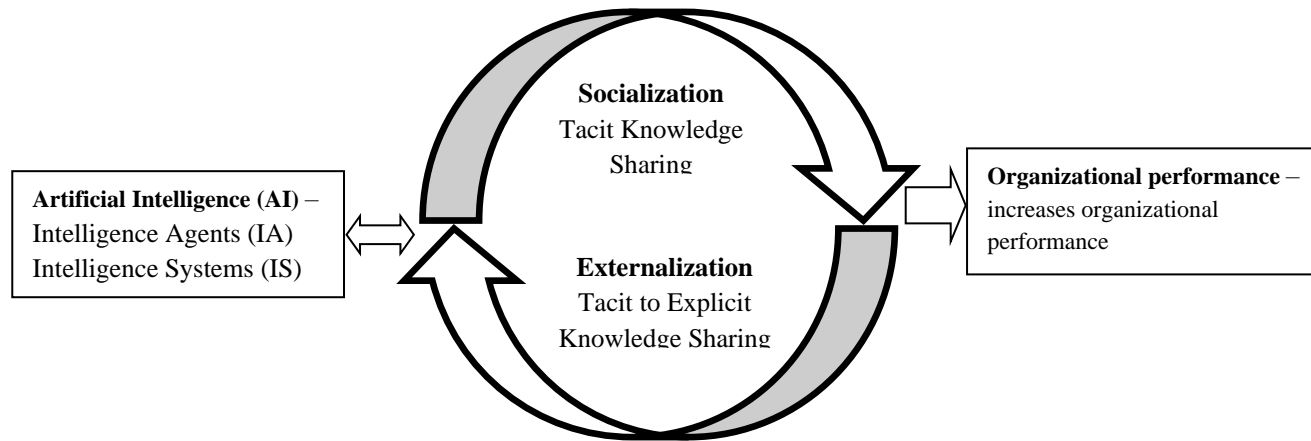 Socialization
Tacit Knowledge
Sharing
Artificial Intelligence (AI) –
Intelligence Agents (IA)
Intelligence Systems (IS)
Organizational performance –
increases organizational
performance
Externalization
Tacit to Explicit
Knowledge Sharing